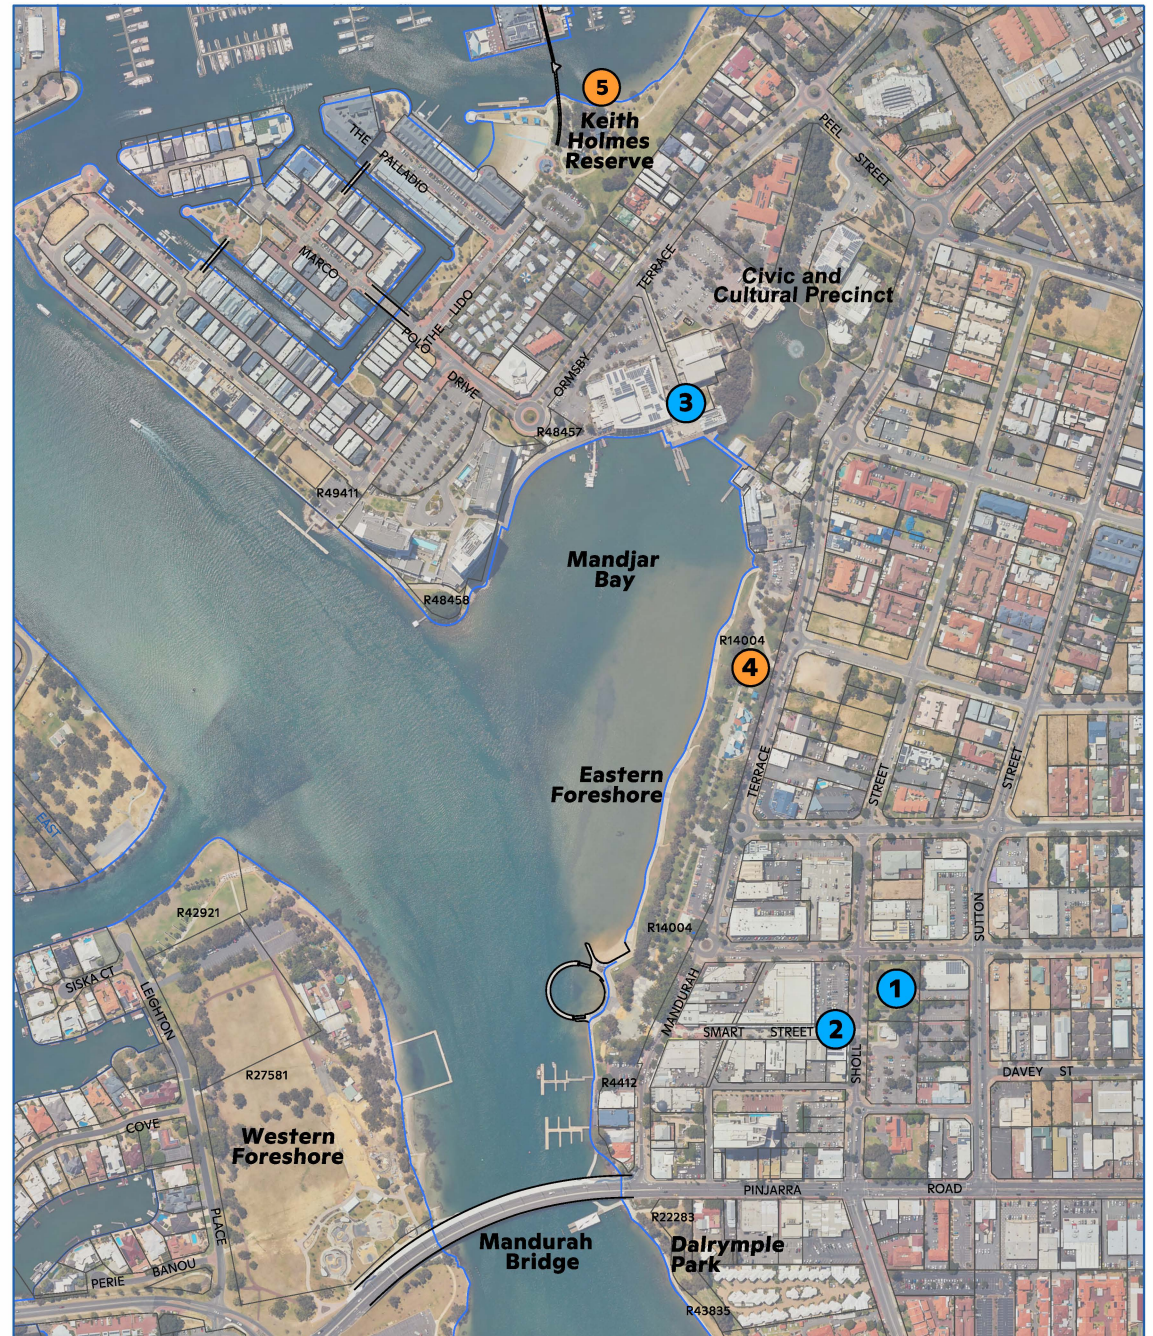 5
Keith
Holmes
Reserve
THE
PALLADIO
PEEL
STREET
MARCO
TERRACE
Civic and
Cultural Precinct
THE LIDO
POLO
DRIVE
ORMSBY
3
R48457
R49411
Mandjar
Bay
R48458
R14004
4
Eastern
Foreshore
TERRACE
STREET
STREET
EAST
R42921
R14004
SUTTON
SISKA CT
LEIGHTON
MANDURAH
1
SMART STREET
2
SHOLL
R27581
R4412
DAVEY ST
COVE
Western
Foreshore
PINJARRA ROAD
PLACE
R22283
Mandurah
Bridge
Dalrymple
Park
PERIE BANOU
R43835